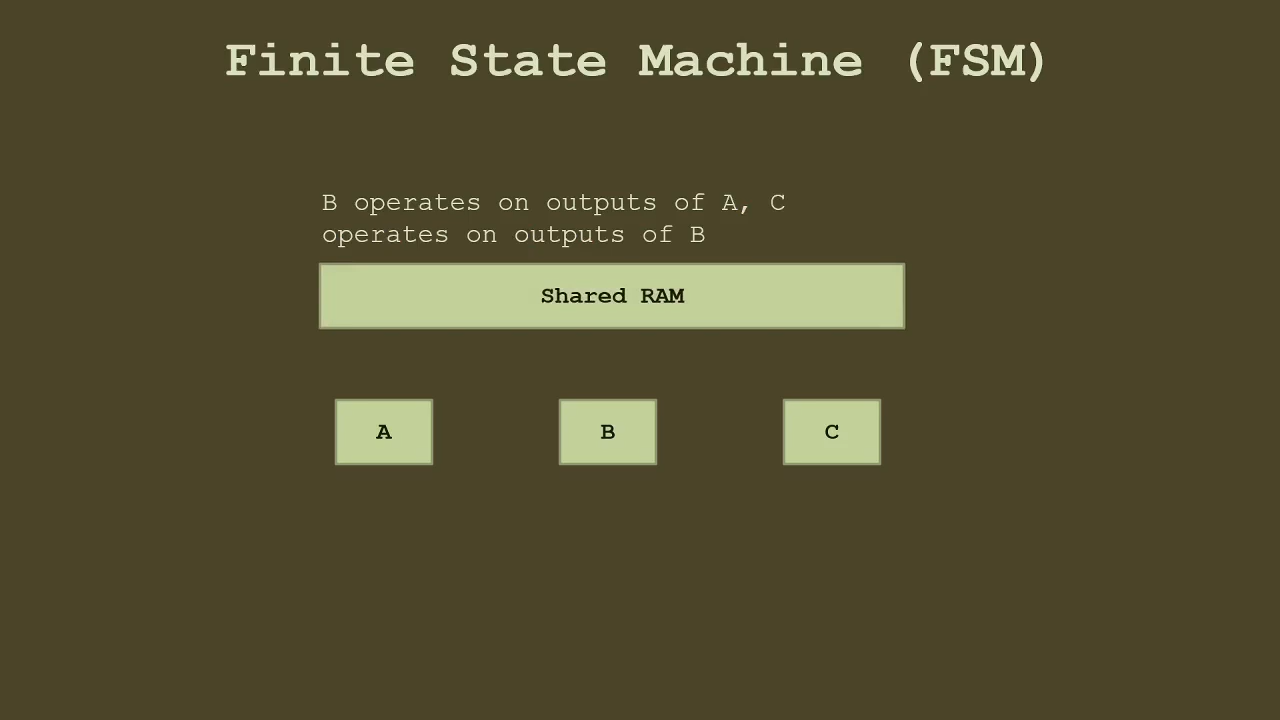 Finite State Machine (FSM)
B operates on outputs of A, C
operates on outputs of B
Shared RAM
A
B
C